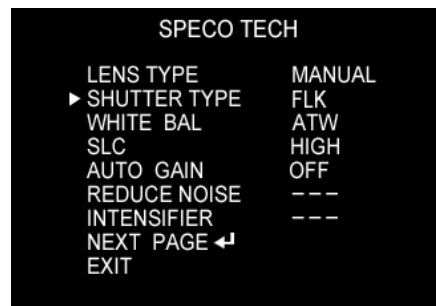 SPECO TECH
LENS TYPE MANUAL
▶ SHUTTER TYPE FLK
WHITE BAL ATW
SLC HIGH
AUTO GAIN OFF
REDUCE NOISE – – –
INTENSIFIER – – –
NEXT PAGE ↵
EXIT